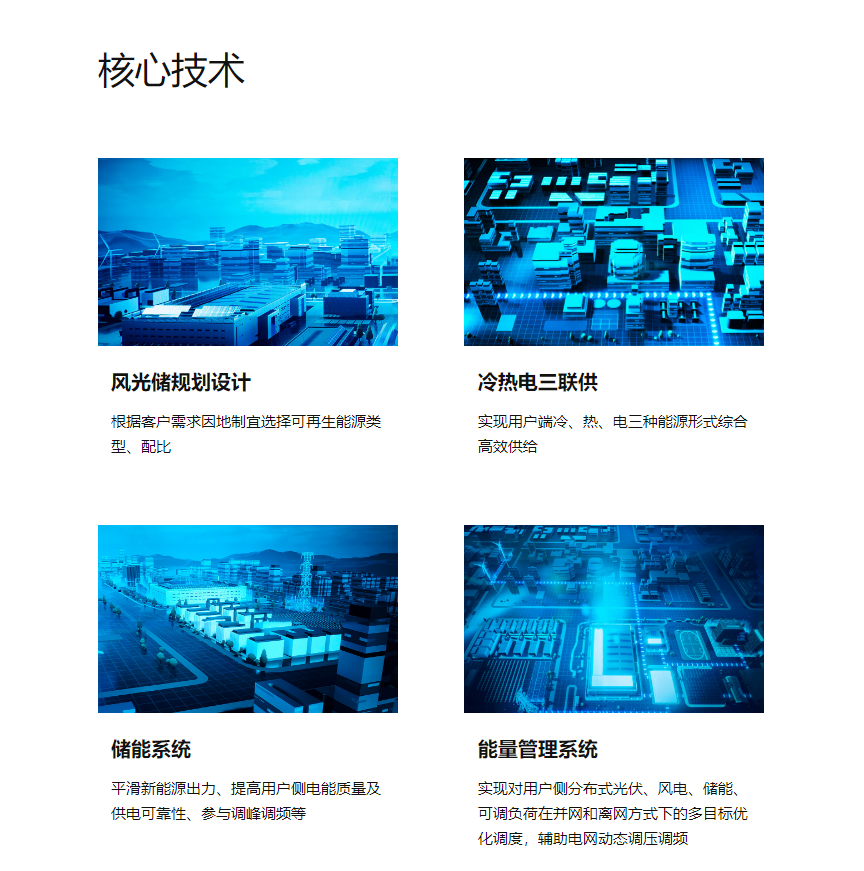 核心技术
风光储规划设计
根据客户需求因地制宜选择可再生能源类
型、配比
冷热电三联供
实现用户端冷、热、电三种能源形式综合
高效供给
储能系统
平滑新能源出力、提高用户侧电能质量及
供电可靠性、参与调峰调频等
能量管理系统
实现对用户侧分布式光伏、风电、储能、
可调负荷在并网和离网方式下的多目标优
化调度，辅助电网动态调压调频